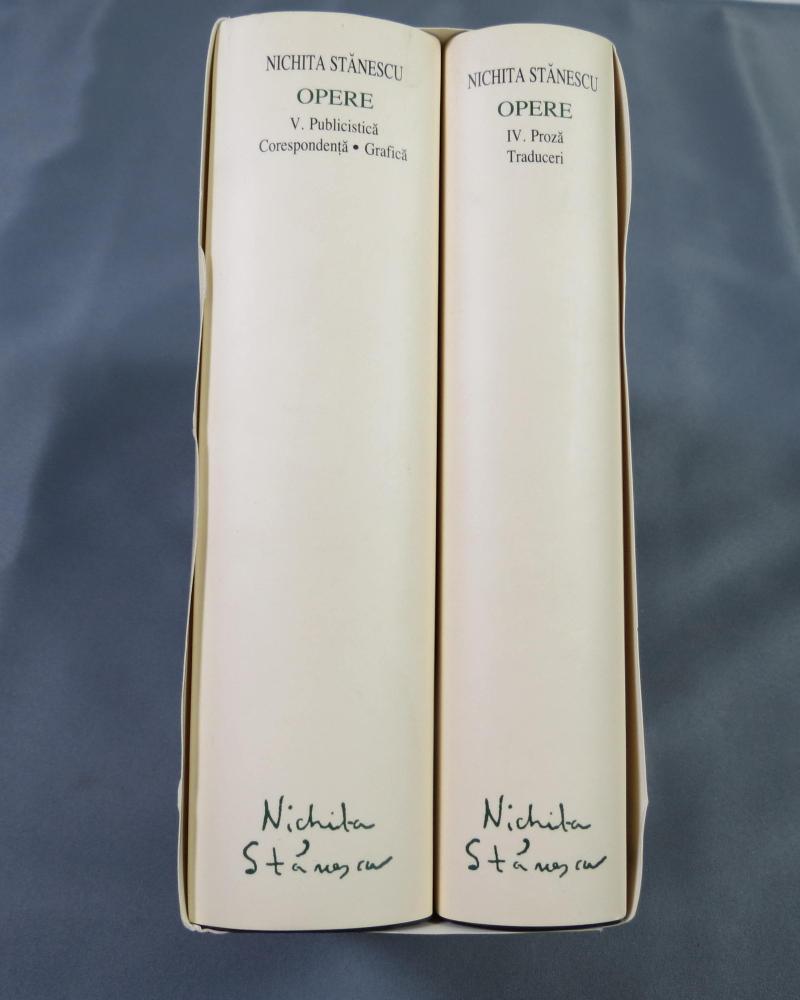 NICHITA STĂNESCU
OPERE
V. Publicistică
Corespondență • Grafică
Nichita
Stănescu
NICHITA STĂNESCU
OPERE
IV. Proză
Traduceri
Nichita
Stănescu